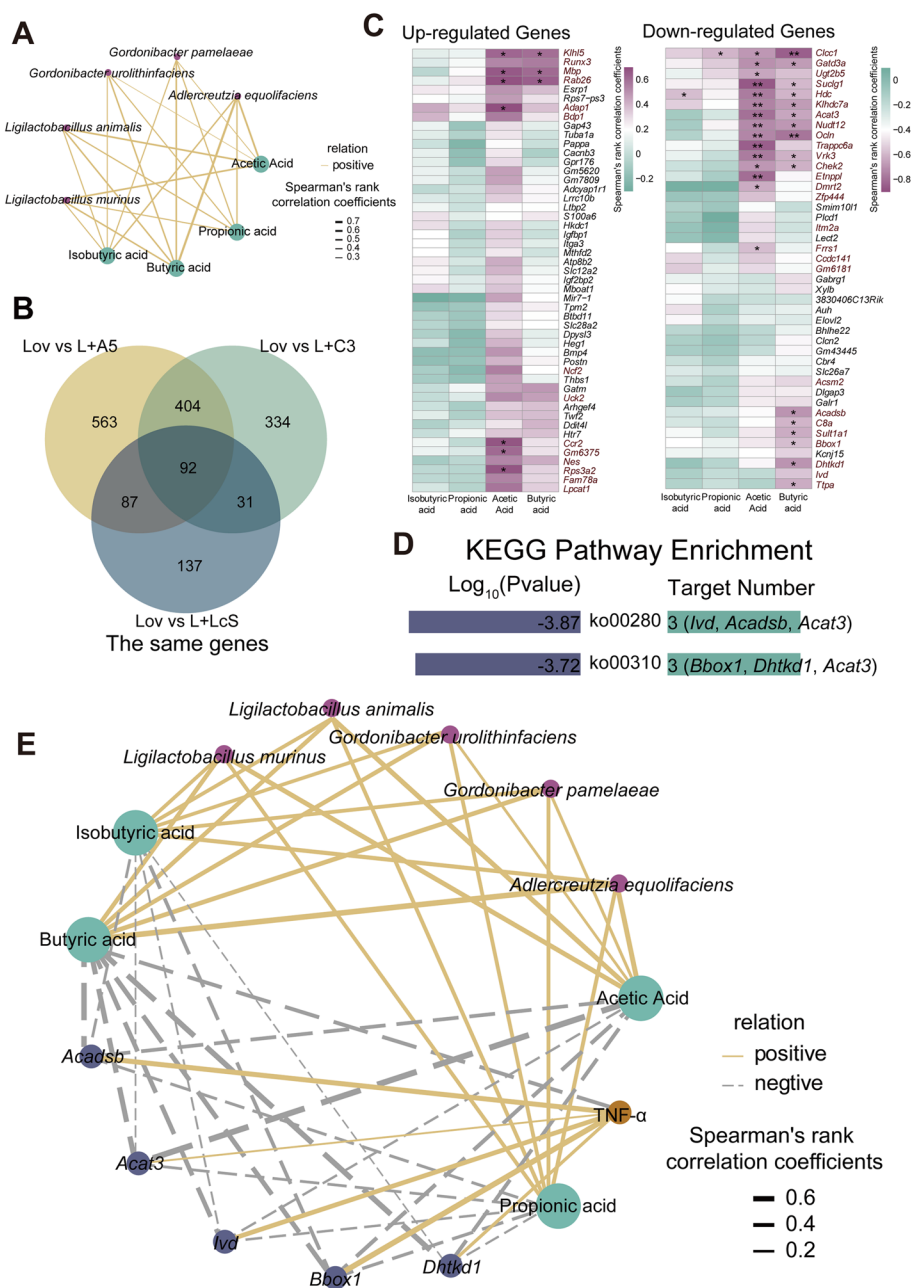 A
Gordonibacter pamelaeae
Gordonibacter urolithinfaciens
Adlercreutzia equolifaciens
Ligilactobacillus animalis
Acetic Acid
Ligilactobacillus murinus
Propionic acid
Isobutyric acid
Butyric acid
relation
positive
Spearman's rank
correlation coefficients
0.7
0.6
0.5
0.4
0.3
B
Lov vs L+A5
Lov vs L+C3
563
404
334
92
87
31
137
Lov vs L+LcS
The same genes
C
Up-regulated Genes
Klhl5
Runx3
Mbp
Rab26
Esrp1
Rps7-ps3
Adap1
Bdp1
Gap43
Tuba1a
Pappa
Cacnb3
Gpr176
Gm5620
Gm7809
Adcyap1r1
Lrrc10b
Ltbp2
S100a6
Hkdc1
Igfbp1
Itga3
Mthfd2
Atp8b2
Slc12a2
Igf2bp2
Mboat1
Mir7-1
Tpm2
Btbd11
Slc28a2
Dpysl3
Heg1
Bmp4
Postn
Ncf2
Thbs1
Gatm
Uck2
Arhgef4
Twf2
Ddit4l
Htr7
Ccr2
Gm6375
Nes
Rps3a2
Fam78a
Lpcat1
Isobutyric
acid
Propionic
acid
Acetic
Acid
Butyric
acid
Spearman's rank correlation coefficients
0.6
0.4
0.2
0
−0.2
Down-regulated Genes
Clcc1
Gatd3a
Ugt2b5
Suclg1
Hdc
Klhdc7a
Acat3
Nudt12
Ocln
Trappc6a
Vrk3
Chek2
Etnppl
Dmrt2
Zfp444
Smim10l1
Plcd1
Itm2a
Lect2
Frrs1
Ccdc141
Gm6181
Gabrg1
Xylb
3830406C13Rik
Auh
Elovl2
Bhlhe22
Clcn2
Gm43445
Cbr4
Slc26a7
Acsm2
Dlgap3
Galr1
Acadsb
C8a
Sult1a1
Bbox1
Kcnj15
Dhtkd1
Ivd
Ttpa
Isobutyric
acid
Propionic
acid
Acetic
Acid
Butyric
acid
Spearman's rank correlation coefficients
0
−0.2
−0.4
−0.6
−0.8
D
KEGG Pathway Enrichment
Log10(Pvalue)
Target Number
-3.87 ko00280 3 (Ivd, Acadsb, Acat3)
-3.72 ko00310 3 (Bbox1, Dhtkd1, Acat3)
E
Ligilactobacillus animalis
Gordonibacter urolithinfaciens
Ligilactobacillus murinus
Gordonibacter pamelaeae
Isobutyric acid
Adlercreutzia equolifaciens
Butyric acid
Acetic Acid
Acadsb
TNF-α
Acat3
Propionic acid
Ivd
Dhtkd1
Bbox1
relation
positive
negtive
Spearman's rank
correlation coefficients
0.6
0.4
0.2